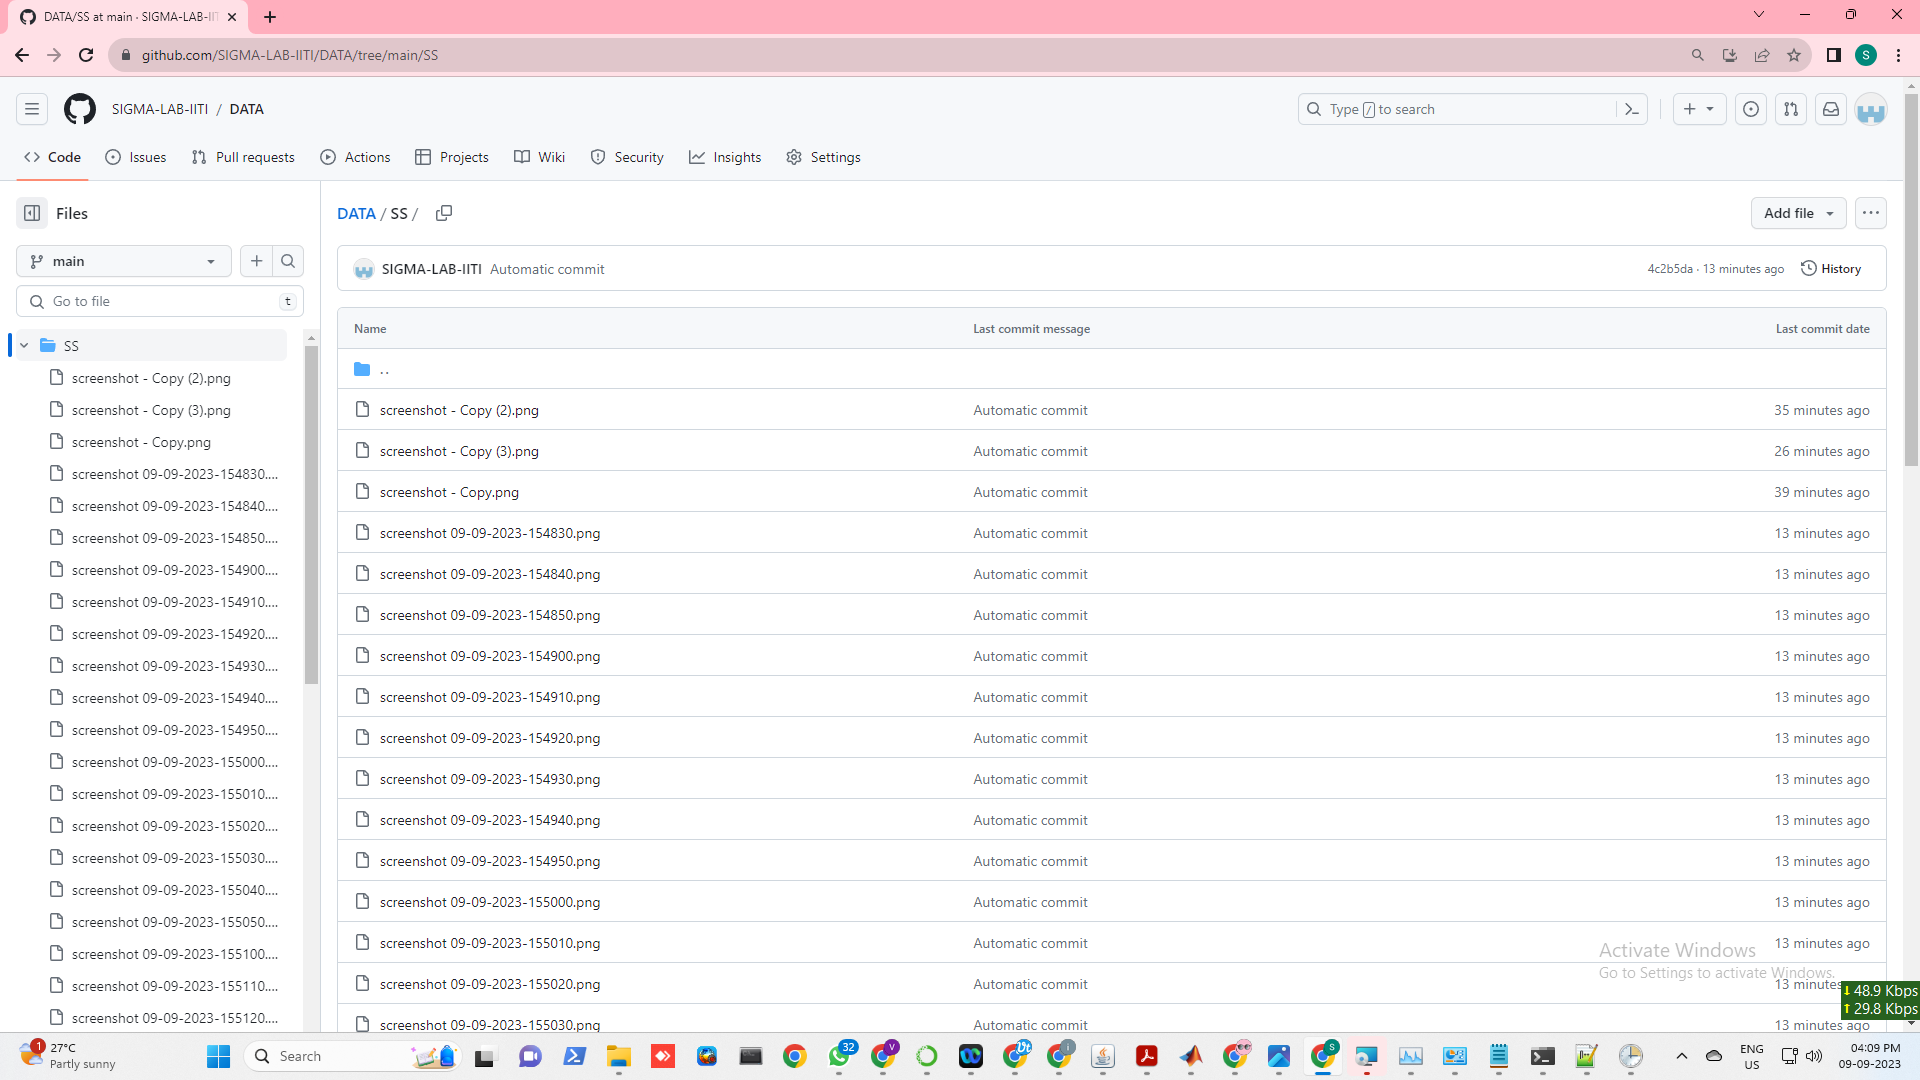 DATA/SS at main · SIGMA-LAB-IIT
github.com/SIGMA-LAB-IITI/DATA/tree/main/SS
S
SIGMA-LAB-IITI / DATA
Type / to search
Code
Issues
Pull requests
Actions
Projects
Wiki
Security
Insights
Settings
Files
main
Go to file
t
SS
screenshot - Copy (2).png
screenshot - Copy (3).png
screenshot - Copy.png
screenshot 09-09-2023-154830....
screenshot 09-09-2023-154840....
screenshot 09-09-2023-154850....
screenshot 09-09-2023-154900....
screenshot 09-09-2023-154910....
screenshot 09-09-2023-154920....
screenshot 09-09-2023-154930....
screenshot 09-09-2023-154940....
screenshot 09-09-2023-154950....
screenshot 09-09-2023-155000....
screenshot 09-09-2023-155010....
screenshot 09-09-2023-155020....
screenshot 09-09-2023-155030....
screenshot 09-09-2023-155040....
screenshot 09-09-2023-155050....
screenshot 09-09-2023-155100....
screenshot 09-09-2023-155110....
screenshot 09-09-2023-155120....
DATA / SS /
Add file
SIGMA-LAB-IITI Automatic commit
4c2b5da · 13 minutes ago
History
Name Last commit message Last commit date
..
screenshot - Copy (2).png Automatic commit 35 minutes ago
screenshot - Copy (3).png Automatic commit 26 minutes ago
screenshot - Copy.png Automatic commit 39 minutes ago
screenshot 09-09-2023-154830.png Automatic commit 13 minutes ago
screenshot 09-09-2023-154840.png Automatic commit 13 minutes ago
screenshot 09-09-2023-154850.png Automatic commit 13 minutes ago
screenshot 09-09-2023-154900.png Automatic commit 13 minutes ago
screenshot 09-09-2023-154910.png Automatic commit 13 minutes ago
screenshot 09-09-2023-154920.png Automatic commit 13 minutes ago
screenshot 09-09-2023-154930.png Automatic commit 13 minutes ago
screenshot 09-09-2023-154940.png Automatic commit 13 minutes ago
screenshot 09-09-2023-154950.png Automatic commit 13 minutes ago
screenshot 09-09-2023-155000.png Automatic commit 13 minutes ago
screenshot 09-09-2023-155010.png Automatic commit 13 minutes ago
screenshot 09-09-2023-155020.png Automatic commit 13 minutes
screenshot 09-09-2023-155030.png Automatic commit 13 minutes ago
Activate Windows
Go to Settings to activate Windows.
48.9 Kbps
29.8 Kbps
1
27°C
Partly sunny
Search
32
V
S
ENG
US
04:09 PM
09-09-2023